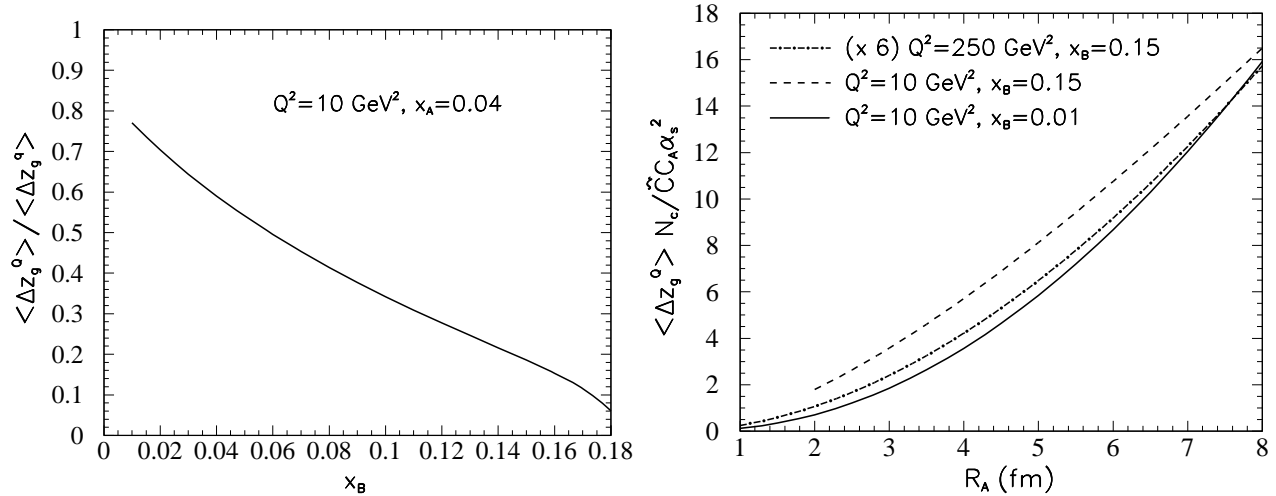 <Δz_g^Q> / <Δz_g^q>
1
0.9
0.8
0.7
0.6
0.5
0.4
0.3
0.2
0.1
0
Q²=10 GeV², x_A=0.04
0 0.02 0.04 0.06 0.08 0.1 0.12 0.14 0.16 0.18
x_B
<Δz_g^Q> N_c/C̃C_Aα_s²
18
16
14
12
10
8
6
4
2
0
(x 6) Q²=250 GeV², x_B=0.15
Q²=10 GeV², x_B=0.15
Q²=10 GeV², x_B=0.01
1 2 3 4 5 6 7 8
R_A (fm)